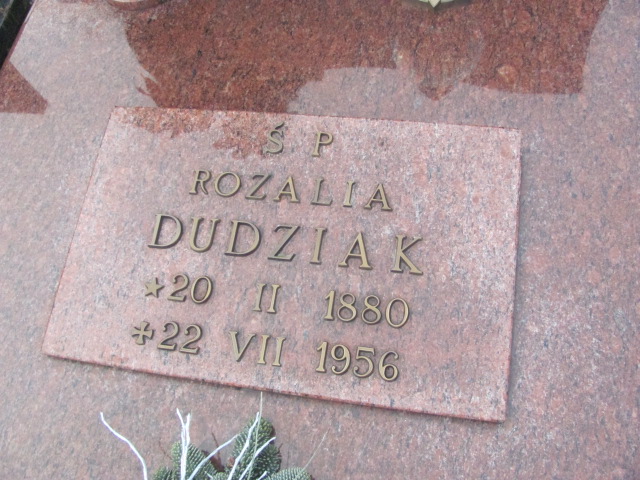 Ś P
ROZALIA
DUDZIAK
★20 II 1880
✚22 VII 1956